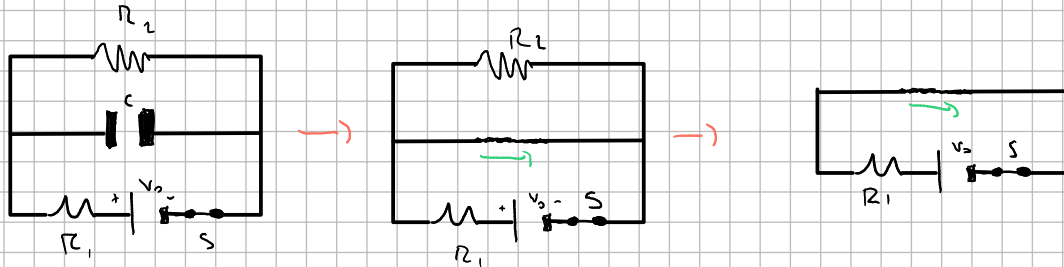 R₂
C
+ V₀ -
R₁
S
R₂
+ V₀ - S
R₁
V₀ S
R₁